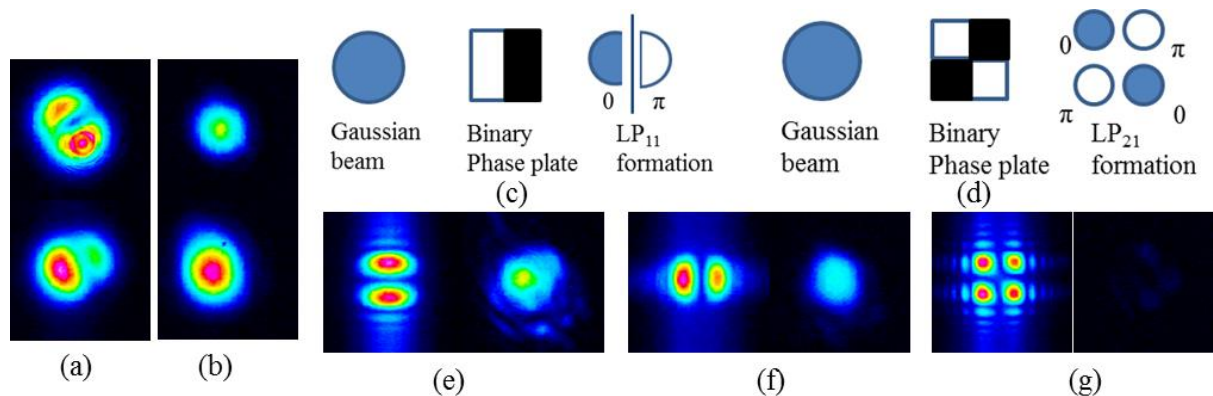 0
π
π
0
0
π
Gaussian
beam
Binary
Phase plate
LP11
formation
Gaussian
beam
Binary
Phase plate
LP21
formation
(c)
(d)
(a)
(b)
(e)
(f)
(g)